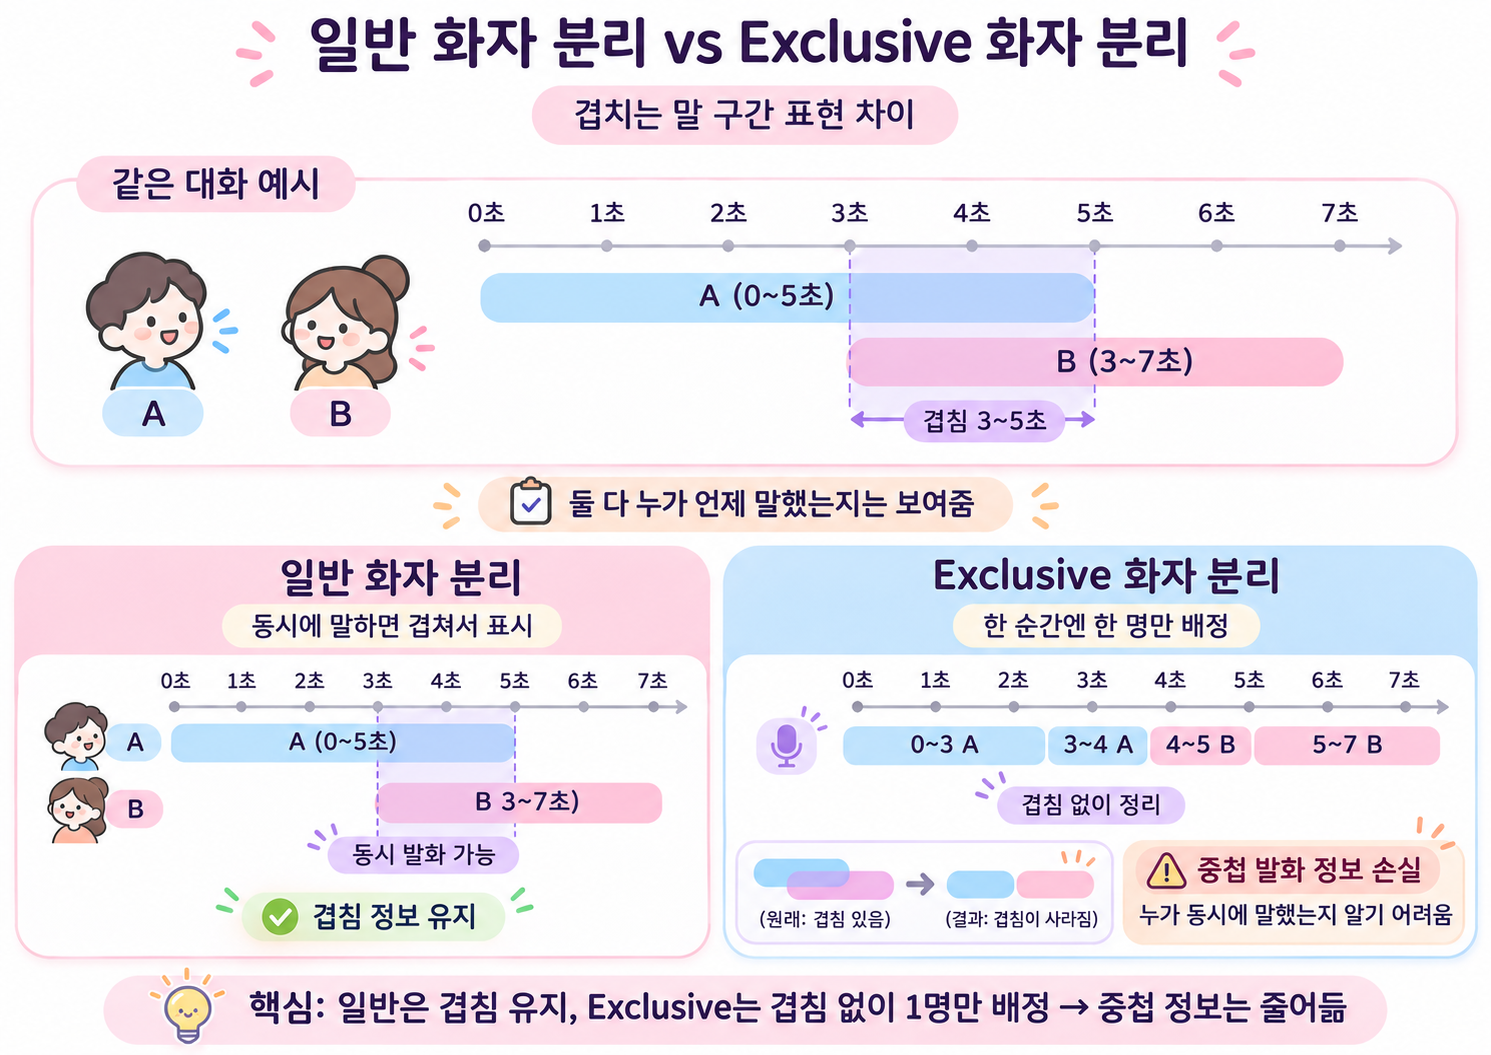 일반 화자 분리 vs Exclusive 화자 분리
겹치는 말 구간 표현 차이
같은 대화 예시
0초 1초 2초 3초 4초 5초 6초 7초
A (0~5초)
B (3~7초)
겹침 3~5초
A
B
둘 다 누가 언제 말했는지는 보여줌
일반 화자 분리
동시에 말하면 겹쳐서 표시
0초 1초 2초 3초 4초 5초 6초 7초
A
A (0~5초)
B
B 3~7초)
동시 발화 가능
겹침 정보 유지
Exclusive 화자 분리
한 순간엔 한 명만 배정
0초 1초 2초 3초 4초 5초 6초 7초
0~3 A
3~4 A
4~5 B
5~7 B
겹침 없이 정리
(원래: 겹침 있음)
(결과: 겹침이 사라짐)
중첩 발화 정보 손실
누가 동시에 말했는지 알기 어려움
핵심: 일반은 겹침 유지, Exclusive는 겹침 없이 1명만 배정 → 중첩 정보는 줄어듦